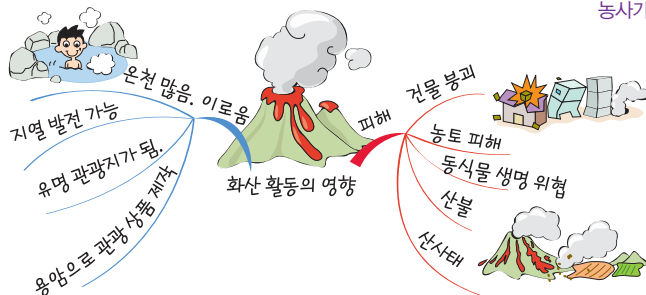 농사가
온천 많음.
이로움
지열 발전 가능
유명 관광지가 됨.
용암으로 관광 상품 제작
화산 활동의 영향
피해
건물 붕괴
농토 피해
동식물 생명 위협
산불
산사태